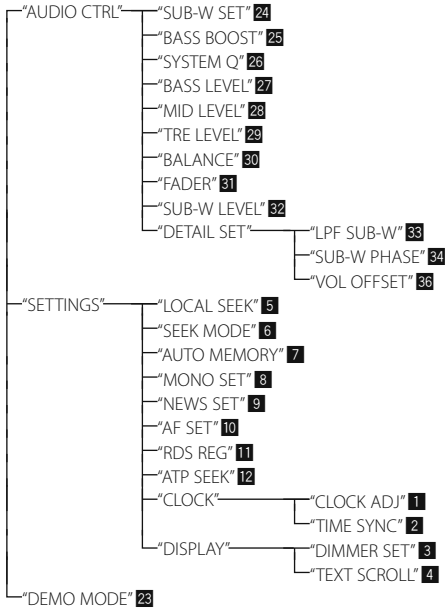 “AUDIO CTRL” “SUB-W SET” 24
“BASS BOOST” 25
“SYSTEM Q” 26
“BASS LEVEL” 27
“MID LEVEL” 28
“TRE LEVEL” 29
“BALANCE” 30
“FADER” 31
“SUB-W LEVEL” 32
“DETAIL SET” “LPF SUB-W” 33
“SUB-W PHASE” 34
“VOL OFFSET” 36
“SETTINGS” “LOCAL SEEK” 5
“SEEK MODE” 6
“AUTO MEMORY” 7
“MONO SET” 8
“NEWS SET” 9
“AF SET” 10
“RDS REG” 11
“ATP SEEK” 12
“CLOCK” “CLOCK ADJ” 1
“TIME SYNC” 2
“DISPLAY” “DIMMER SET” 3
“TEXT SCROLL” 4
“DEMO MODE” 23